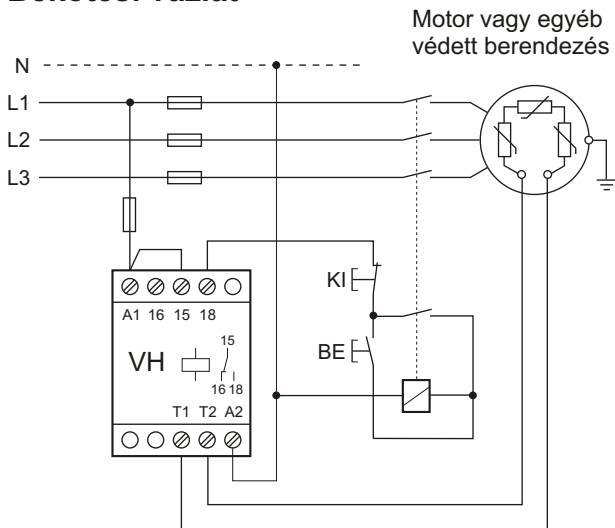 Bekötési vázlat
Motor vagy egyéb
védett berendezés
N
L1
L2
L3
KI
A1 16 15 18
BE
VH
15
16 18
T1 T2 A2